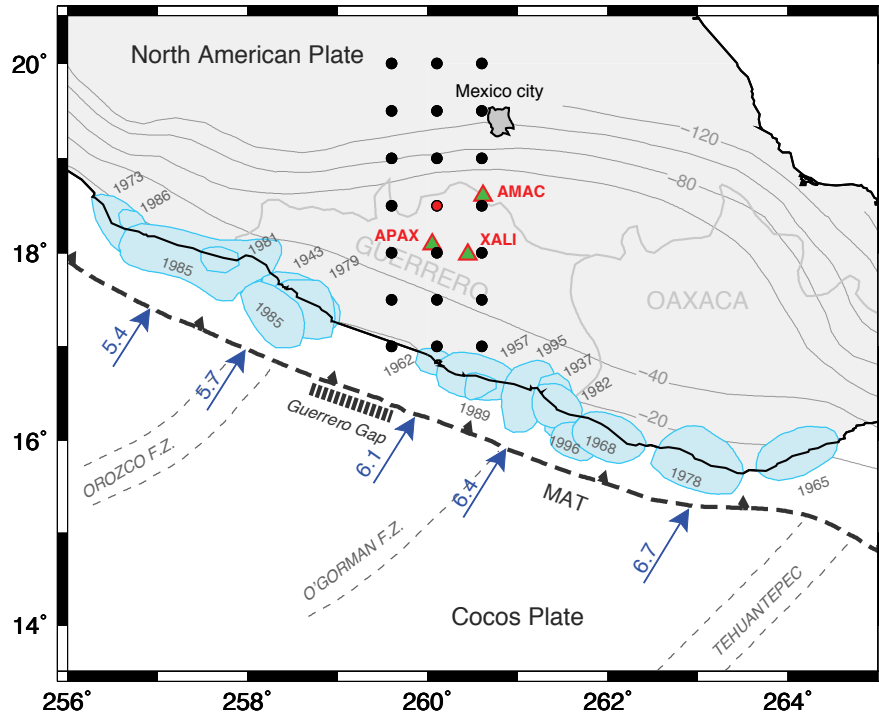 20°
North American Plate
Mexico city
120
80
AMAC
1973
1986
APAX
XALI
18°
1981
1943
1979
GUERRERO
1985
OAXACA
1985
5.4
5.7
1962
1957
1995
1937
1982
40
20
Guerrero Gap
1989
16°
1996
1968
1978
1965
OROZCO F.Z.
6.1
6.4
MAT
6.7
O'GORMAN F.Z.
TEHUANTEPEC
14°
Cocos Plate
256°
258°
260°
262°
264°